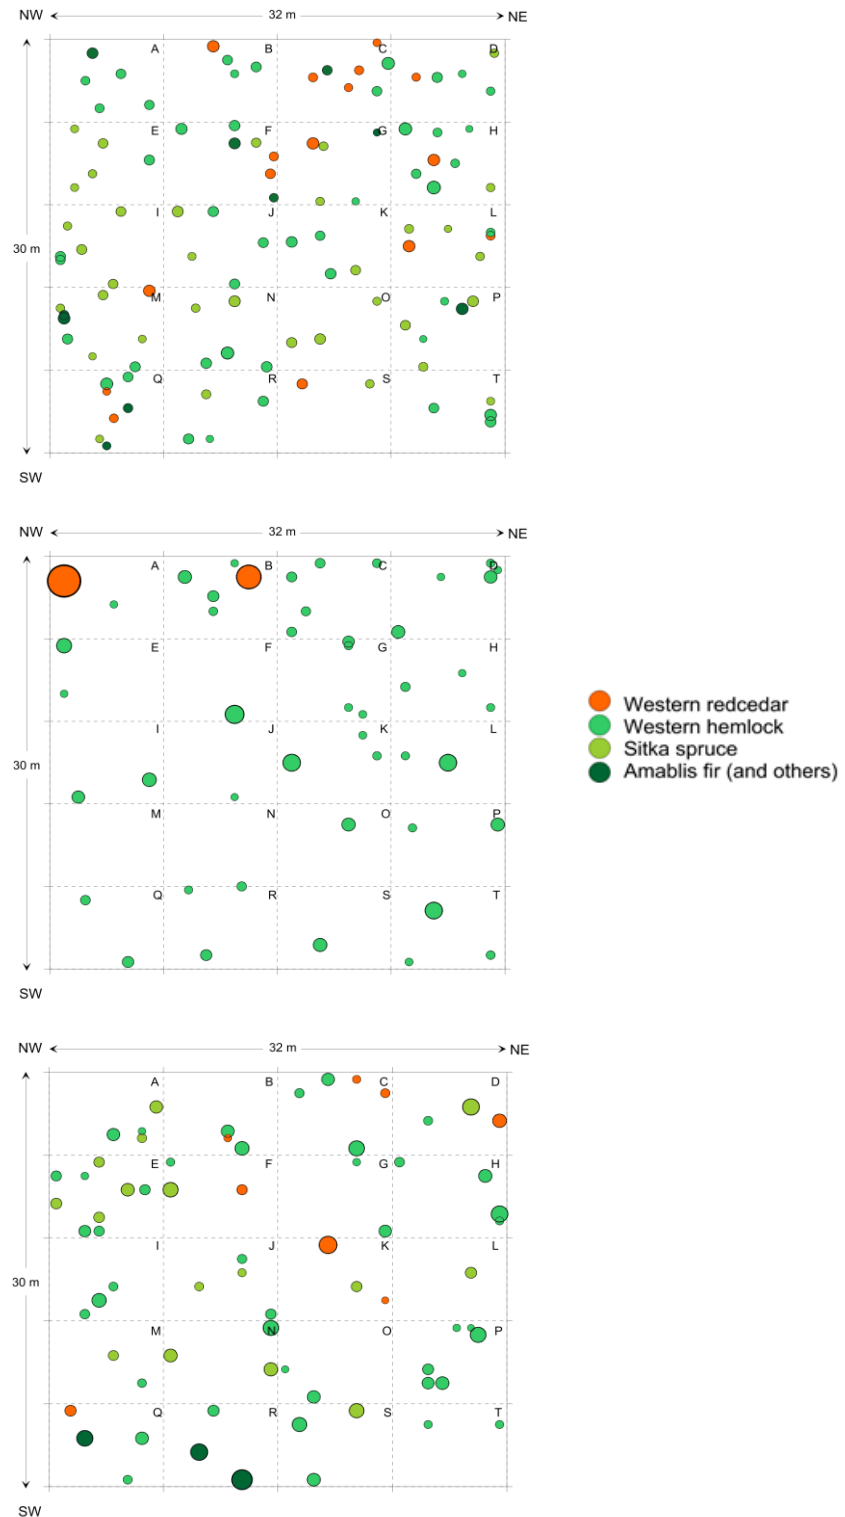 NW 32 m NE
A B C D
E F G H
I J K L
30 m
M N O P
Q R S T
SW
NW 32 m NE
A B C D
E F G H
I J K L
30 m
M N O P
Q R S T
SW
Western redcedar
Western hemlock
Sitka spruce
Amablis fir (and others)
NW 32 m NE
A B C D
E F G H
I J K L
30 m
M N O P
Q R S T
SW